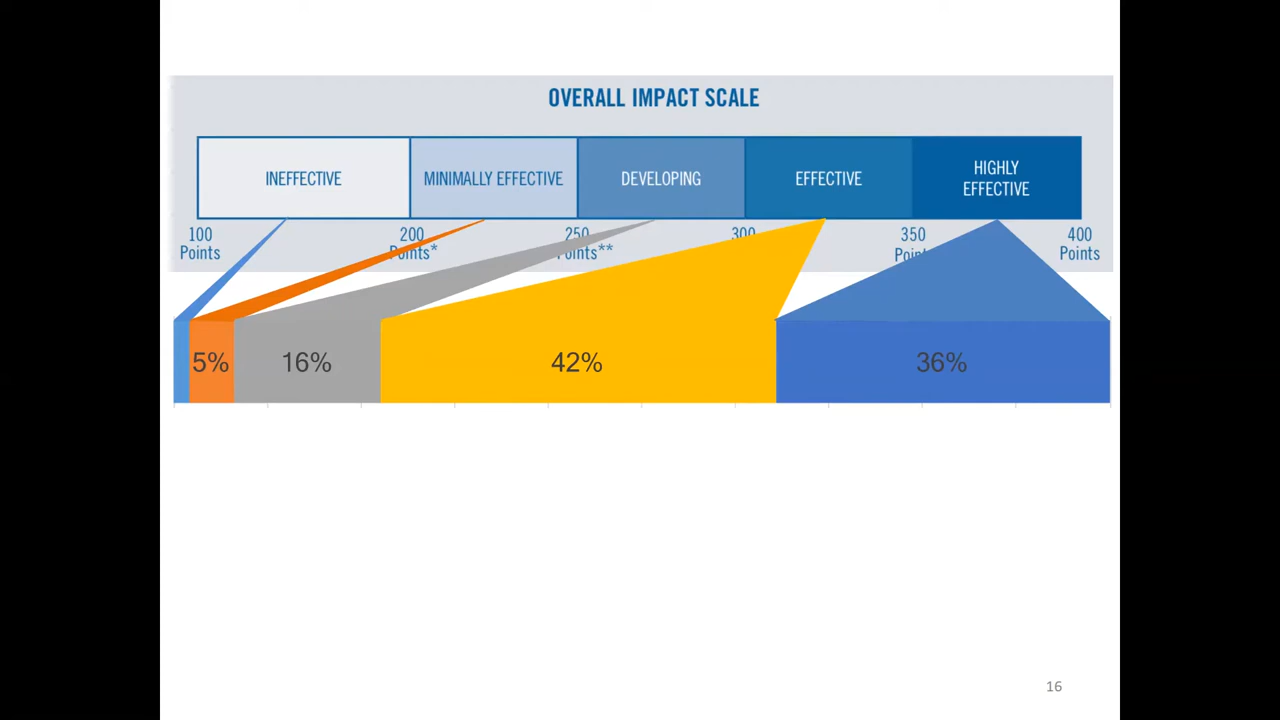 OVERALL IMPACT SCALE
INEFFECTIVE
MINIMALLY EFFECTIVE
DEVELOPING
EFFECTIVE
HIGHLY
EFFECTIVE
100
Points
200
Points*
250
Points**
300
350
400
Points
5%
16%
42%
36%
16